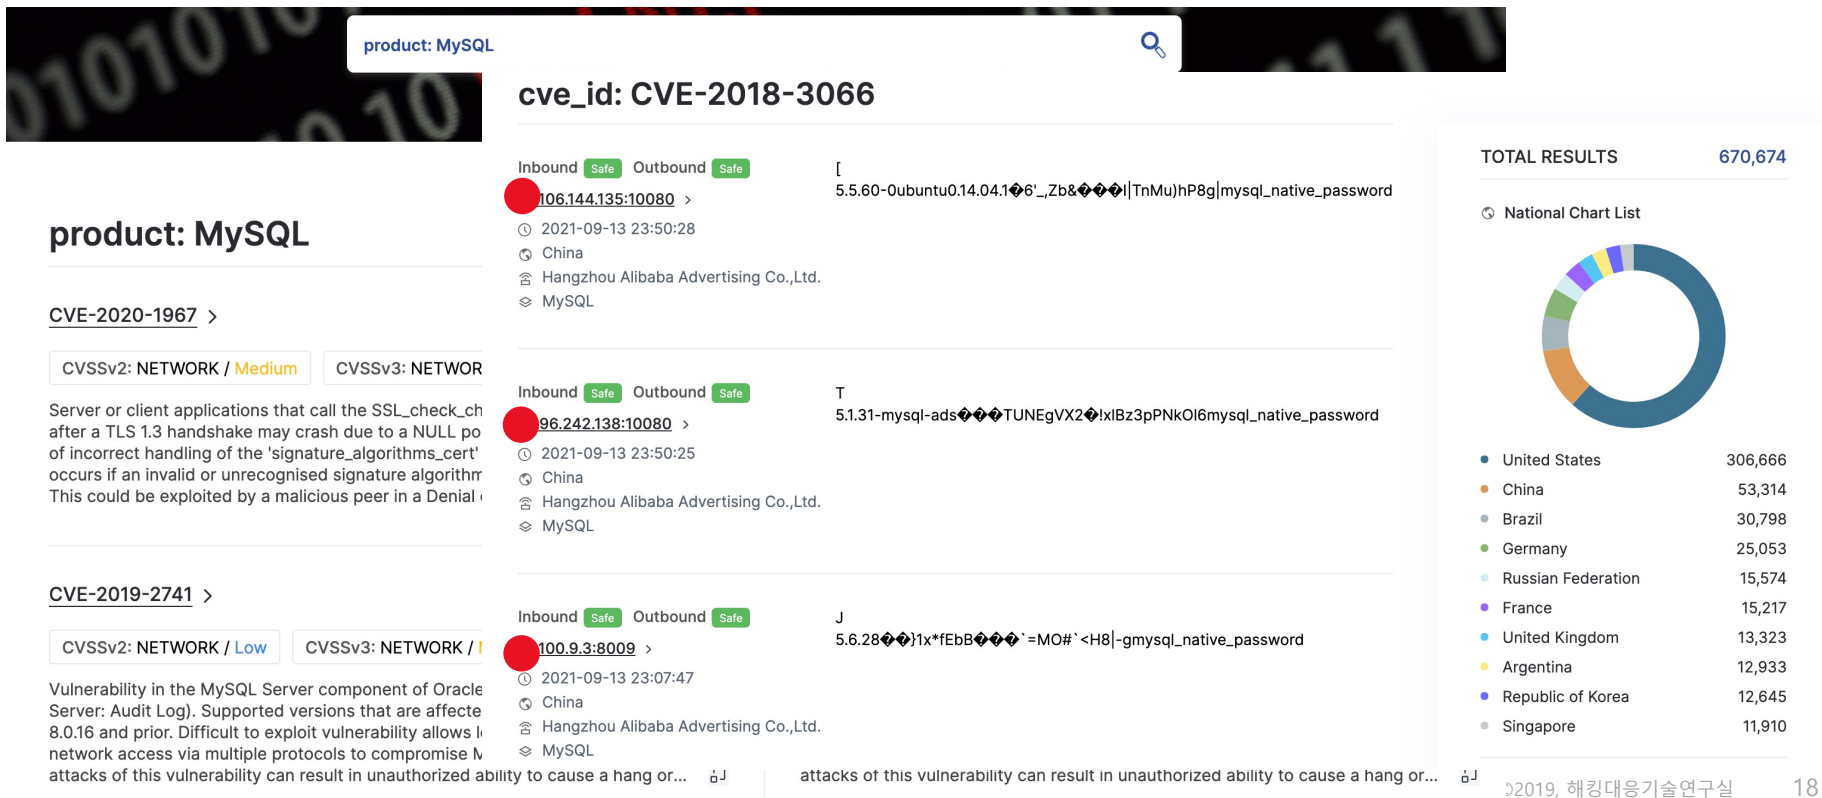 product: MySQL
cve_id: CVE-2018-3066
product: MySQL
CVE-2020-1967
CVSSv2: NETWORK / Medium
CVSSv3: NETWOR
Server or client applications that call the SSL_check_ch
after a TLS 1.3 handshake may crash due to a NULL po
of incorrect handling of the 'signature_algorithms_cert'
occurs if an invalid or unrecognised signature algorithm
This could be exploited by a malicious peer in a Denial
CVE-2019-2741
CVSSv2: NETWORK / Low
CVSSv3: NETWORK /
Vulnerability in the MySQL Server component of Oracle
Server: Audit Log). Supported versions that are affecte
8.0.16 and prior. Difficult to exploit vulnerability allows l
network access via multiple protocols to compromise M
attacks of this vulnerability can result in unauthorized ability to cause a hang or...
Inbound Safe Outbound Safe
106.144.135:10080
2021-09-13 23:50:28
China
Hangzhou Alibaba Advertising Co.,Ltd.
MySQL
[
5.5.60-0ubuntu0.14.04.1�6'_,Zb&���l|TnMu)hP8g|mysql_native_password
Inbound Safe Outbound Safe
96.242.138:10080
2021-09-13 23:50:25
China
Hangzhou Alibaba Advertising Co.,Ltd.
MySQL
T
5.1.31-mysql-ads���TUNEgVX2�!xlBz3pPNkOl6mysql_native_password
Inbound Safe Outbound Safe
100.9.3:8009
2021-09-13 23:07:47
China
Hangzhou Alibaba Advertising Co.,Ltd.
MySQL
J
5.6.28��}1x*fEbB���`=MO#`<H8|-gmysql_native_password
attacks of this vulnerability can result in unauthorized ability to cause a hang or...
TOTAL RESULTS 670,674
National Chart List
United States 306,666
China 53,314
Brazil 30,798
Germany 25,053
Russian Federation 15,574
France 15,217
United Kingdom 13,323
Argentina 12,933
Republic of Korea 12,645
Singapore 11,910
©2019, 해킹대응기술연구실
18